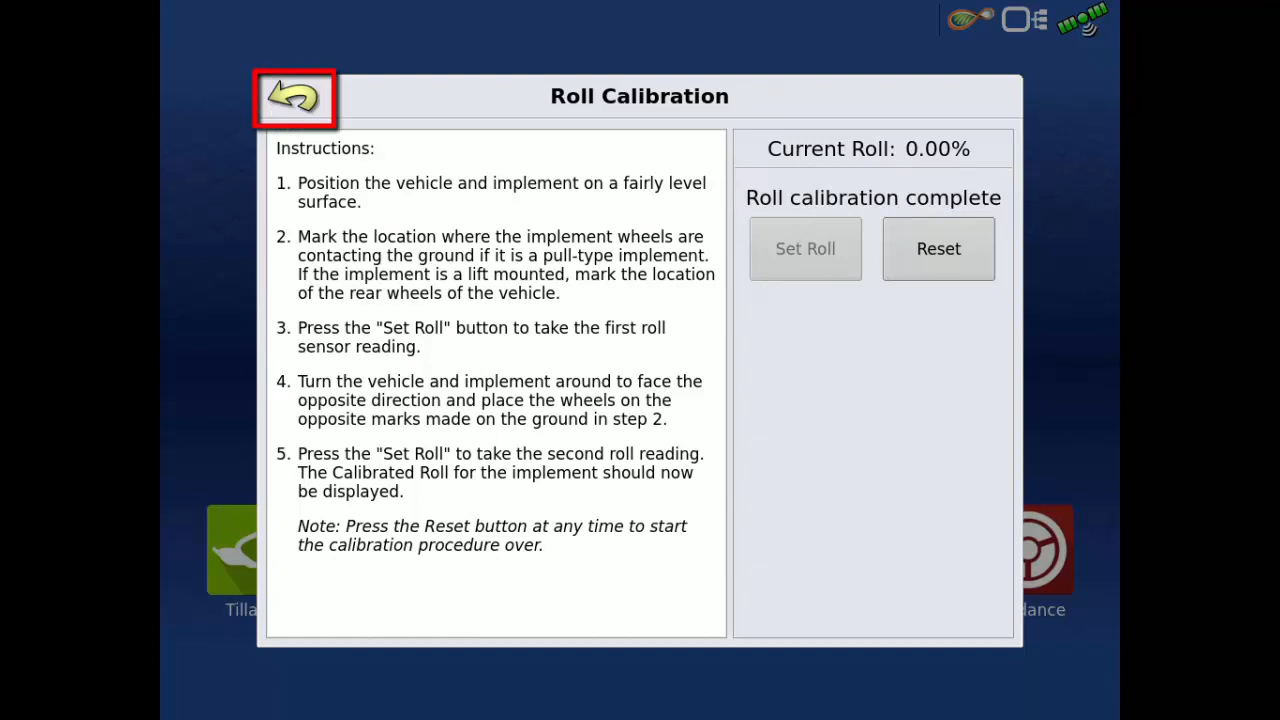 Roll Calibration
Instructions:
1. Position the vehicle and implement on a fairly level
surface.
2. Mark the location where the implement wheels are
contacting the ground if it is a pull-type implement.
If the implement is a lift mounted, mark the location
of the rear wheels of the vehicle.
3. Press the "Set Roll" button to take the first roll
sensor reading.
4. Turn the vehicle and implement around to face the
opposite direction and place the wheels on the
opposite marks made on the ground in step 2.
5. Press the "Set Roll" to take the second roll reading.
The Calibrated Roll for the implement should now
be displayed.
Note: Press the Reset button at any time to start
the calibration procedure over.
Current Roll: 0.00%
Roll calibration complete
Set Roll
Reset
Tilla
dance